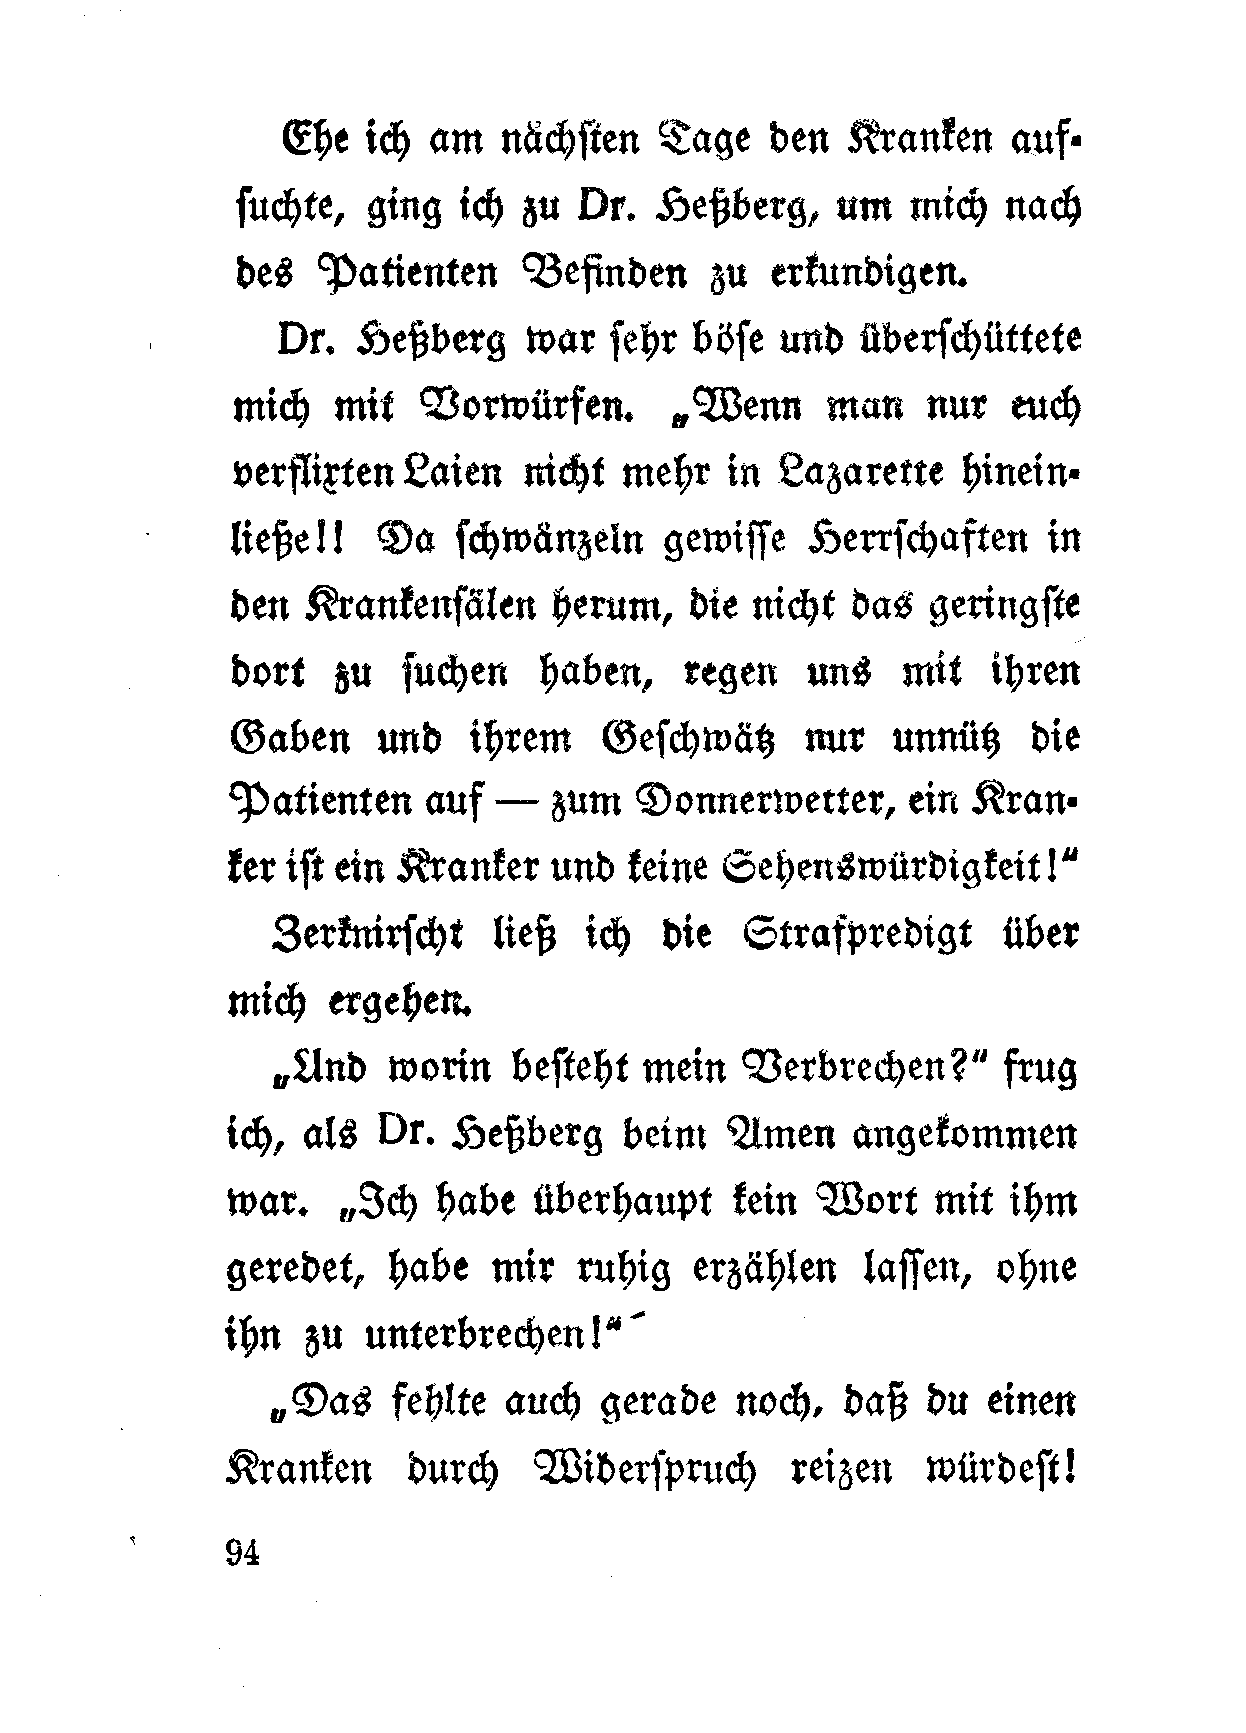 Ehe ich am nächsten Tage den Kranken auf-
suchte, ging ich zu Dr. Heßberg, um mich nach
des Patienten Befinden zu erkundigen.
Dr. Heßberg war sehr böse und überschüttete
mich mit Vorwürfen. „Wenn man nur euch
verflixten Laien nicht mehr in Lazarette hinein-
ließe!! Da schwänzeln gewisse Herrschaften in
den Krankensälen herum, die nicht das geringste
dort zu suchen haben, regen uns mit ihren
Gaben und ihrem Geschwätz nur unnütz die
Patienten auf — zum Donnerwetter, ein Kran-
ker ist ein Kranker und keine Sehenswürdigkeit!“
Zerknirscht ließ ich die Strafpredigt über
mich ergehen.
„Und worin besteht mein Verbrechen?“ frug
ich, als Dr. Heßberg beim Amen angekommen
war. „Ich habe überhaupt kein Wort mit ihm
geredet, habe mir ruhig erzählen lassen, ohne
ihn zu unterbrechen!“
„Das fehlte auch gerade noch, daß du einen
Kranken durch Widerspruch reizen würdest!
94